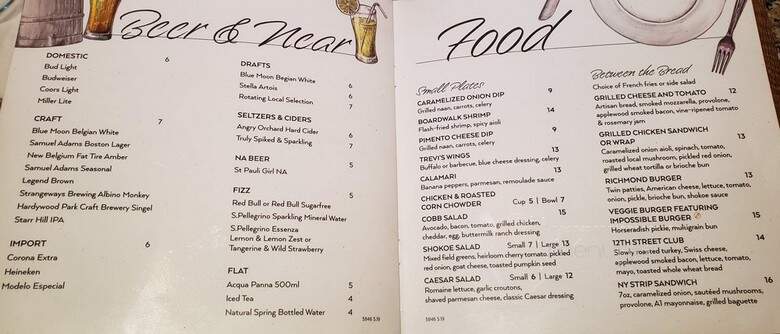 Beer & Near
DOMESTIC 6
Bud Light
Budweiser
Coors Light
Miller Lite
CRAFT 7
Blue Moon Belgian White
Samuel Adams Boston Lager
New Belgium Fat Tire Amber
Samuel Adams Seasonal
Legend Brown
Strangeways Brewing Albino Monkey
Hardywood Park Craft Brewery Singel
Starr Hill IPA
IMPORT 6
Corona Extra
Heineken
Modelo Especial
DRAFTS
Blue Moon Begian White 6
Stella Artois 6
Rotating Local Selection 7
SELTZERS & CIDERS
Angry Orchard Hard Cider 6
Truly Spiked & Sparkling 7
NA BEER 5
St Pauli Girl NA
FIZZ
Red Bull or Red Bull Sugarfree 5
S.Pellegrino Sparkling Mineral Water
S.Pellegrino Essenza
Lemon & Lemon Zest or
Tangerine & Wild Strawberry
FLAT
Acqua Panna 500ml 5
Iced Tea 4
Natural Spring Bottled Water 4
5946 5.19
Food
Small Plates
CARAMELIZED ONION DIP 9
Grilled naan, carrots, celery
BOARDWALK SHRIMP 14
Flash-fried shrimp, spicy aioli
PIMENTO CHEESE DIP 9
Grilled naan, carrots, celery
TREVI'S WINGS 13
Buffalo or barbecue, blue cheese dressing, celery
CALAMARI 13
Banana peppers, parmesan, remoulade sauce
CHICKEN & ROASTED
CORN CHOWDER Cup 5 | Bowl 7
COBB SALAD 15
Avocado, bacon, tomato, grilled chicken,
cheddar, egg, buttermilk ranch dressing
SHOKOE SALAD Small 7 | Large 13
Mixed field greens, heirloom cherry tomato, pickled
red onion, goat cheese, toasted pumpkin seed
CAESAR SALAD Small 6 | Large 12
Romaine lettuce, garlic croutons,
shaved parmesan cheese, classic Caesar dressing
5946 5.19
Between the Bread
Choice of French fries or side salad
GRILLED CHEESE AND TOMATO 12
Artisan bread, smoked mozzarella, provolone,
applewood smoked bacon, vine-ripened tomato
& rosemary jam
GRILLED CHICKEN SANDWICH
OR WRAP 13
Caramelized onion aioli, spinach, tomato,
roasted local mushroom, pickled red onion,
grilled wheat tortilla or brioche bun
RICHMOND BURGER 13
Twin patties, American cheese, lettuce, tomato,
onion, pickle, brioche bun, shokoe sauce
VEGGIE BURGER FEATURING
IMPOSSIBLE BURGER 15
Horseradish pickle, multigrain bun
12TH STREET CLUB 14
Slowly roasted turkey, Swiss cheese,
applewood smoked bacon, lettuce, tomato,
mayo, toasted whole wheat bread
NY STRIP SANDWICH 16
7oz, caramelized onion, sautéed mushrooms,
provolone, A1 mayonnaise, grilled baguette